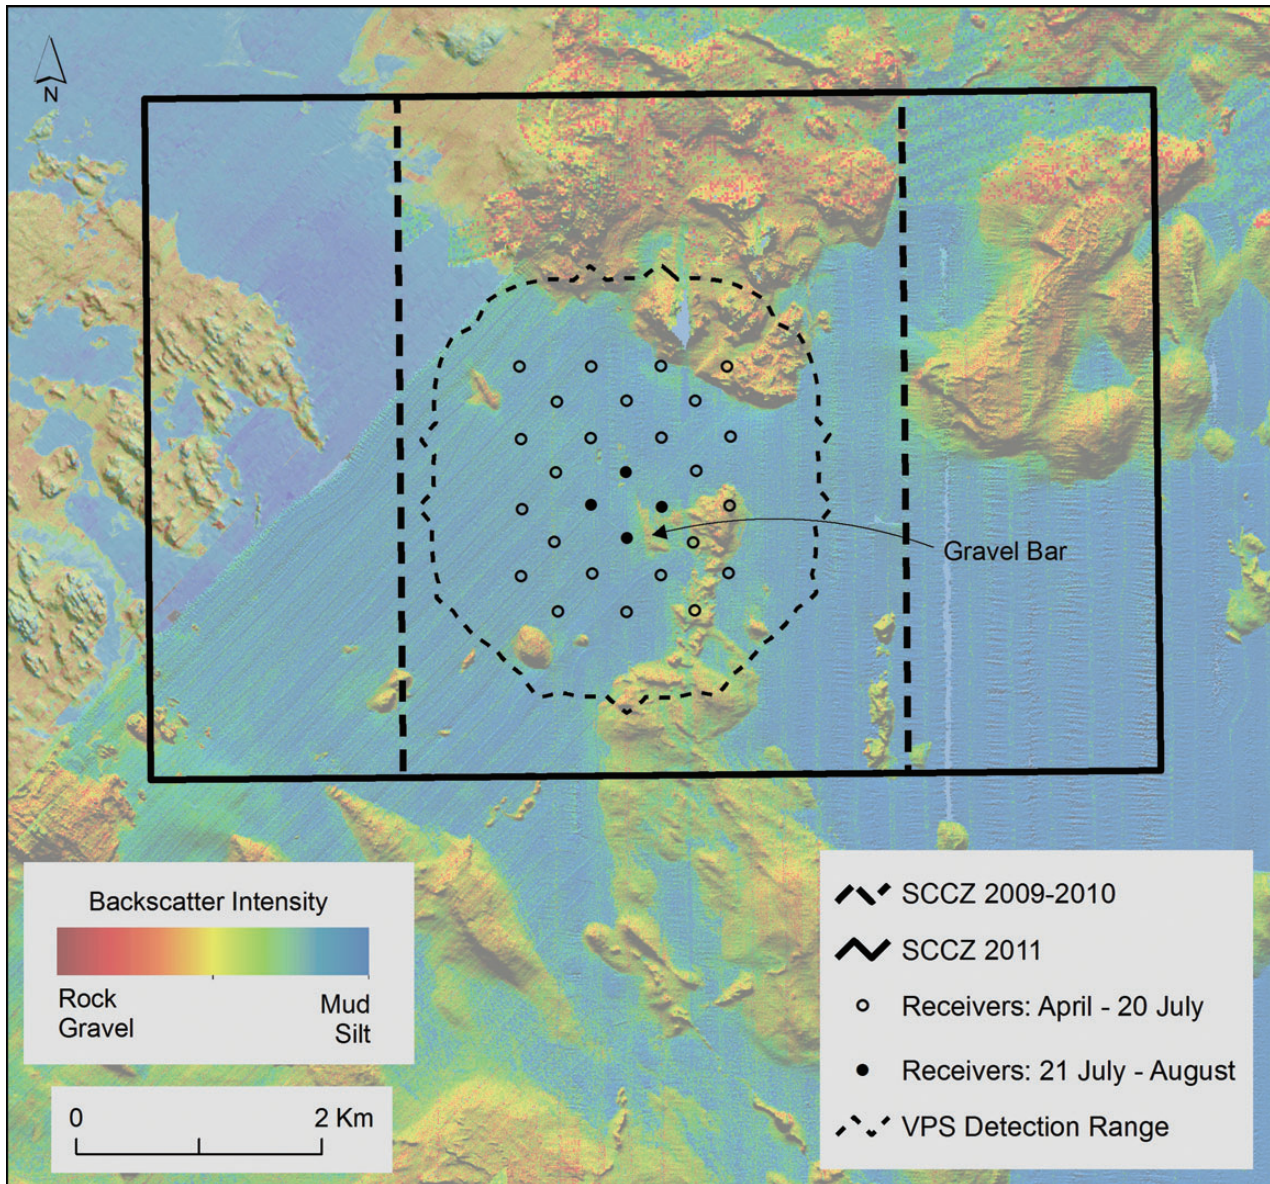 N
Gravel Bar
Backscatter Intensity
Rock
Gravel
Mud
Silt
0
2 Km
SCCZ 2009-2010
SCCZ 2011
Receivers: April - 20 July
Receivers: 21 July - August
VPS Detection Range